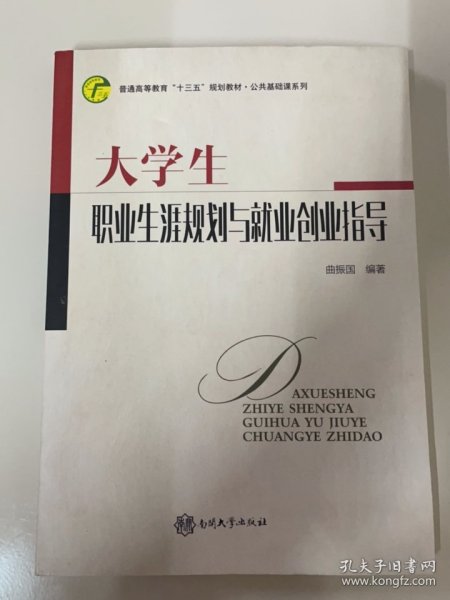 普通高等教育“十三五”规划教材·公共基础课系列
大学生
职业生涯规划与就业创业指导
曲振国 编著
DAXUESHENG
ZHIYE SHENGYA
GUIHUA YU JIUYE
CHUANGYE ZHIDAO
南開大學出版社
孔夫子旧书网
www.kongfz.com